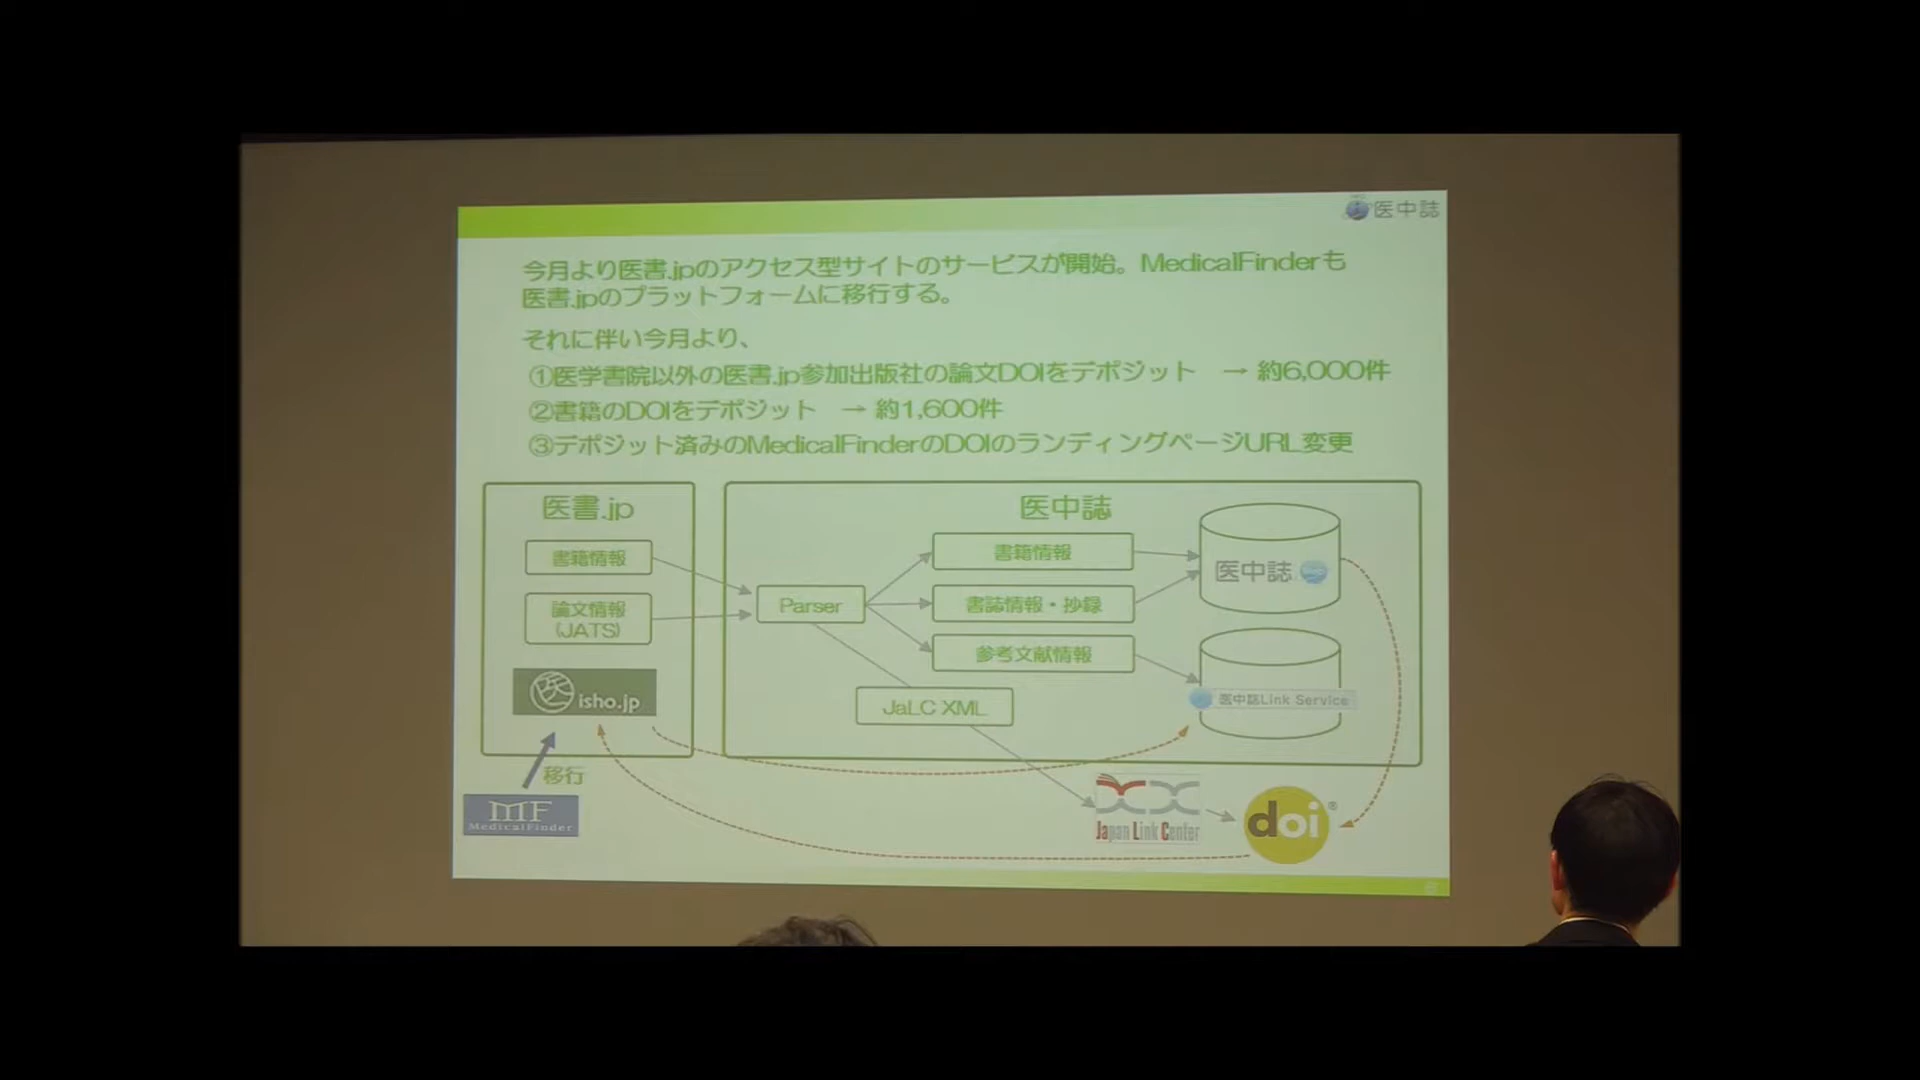 医中誌
今月より医書.jpのアクセス型サイトのサービスが開始。MedicalFinderも
医書.jpのプラットフォームに移行する。
それに伴い今月より、
①医学書院以外の医書.jp参加出版社の論文DOIをデポジット → 約6,000件
②書籍のDOIをデポジット → 約1,600件
③デポジット済みのMedicalFinderのDOIのランディングページURL変更
医書.jp
書籍情報
論文情報
(JATS)
医 isho.jp
移行
MF
MedicalFinder
医中誌
Parser
書籍情報
書誌情報・抄録
参考文献情報
JaLC XML
医中誌
医中誌Link Service
Japan Link Center
doi®